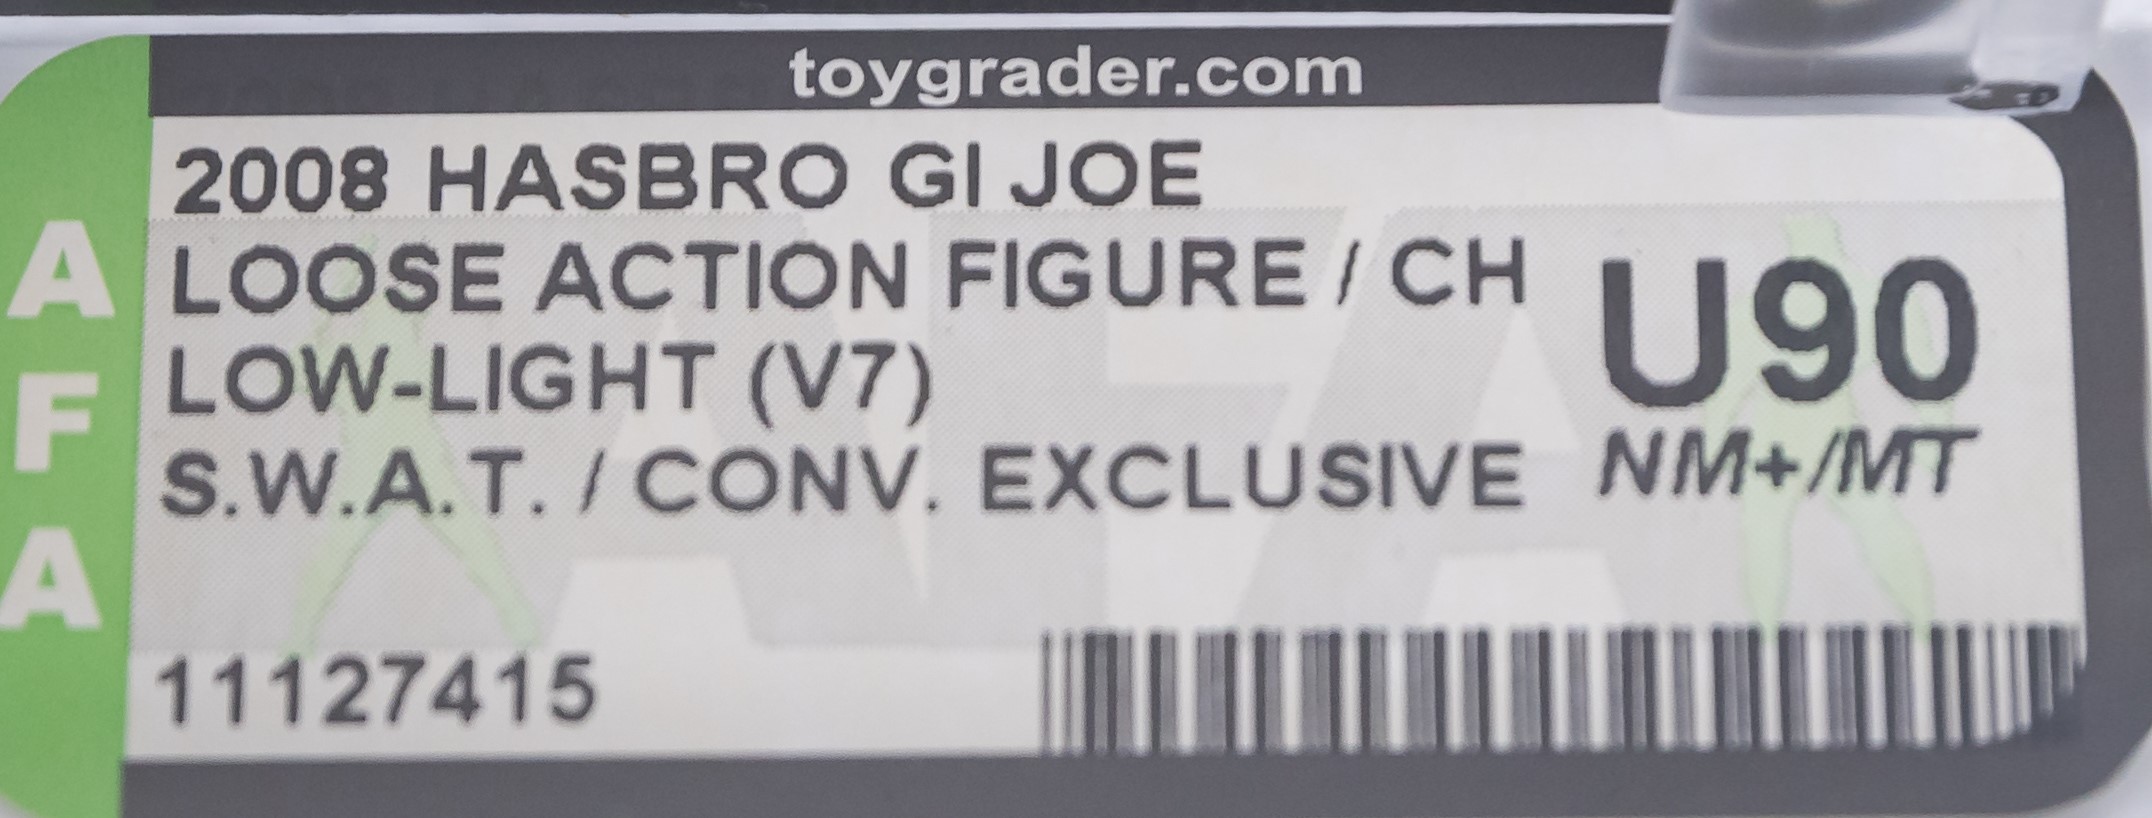 toygrader.com
AFA
2008 HASBRO GI JOE
LOOSE ACTION FIGURE / CH
LOW-LIGHT (V7)
S.W.A.T. / CONV. EXCLUSIVE
U90
NM+/MT
11127415